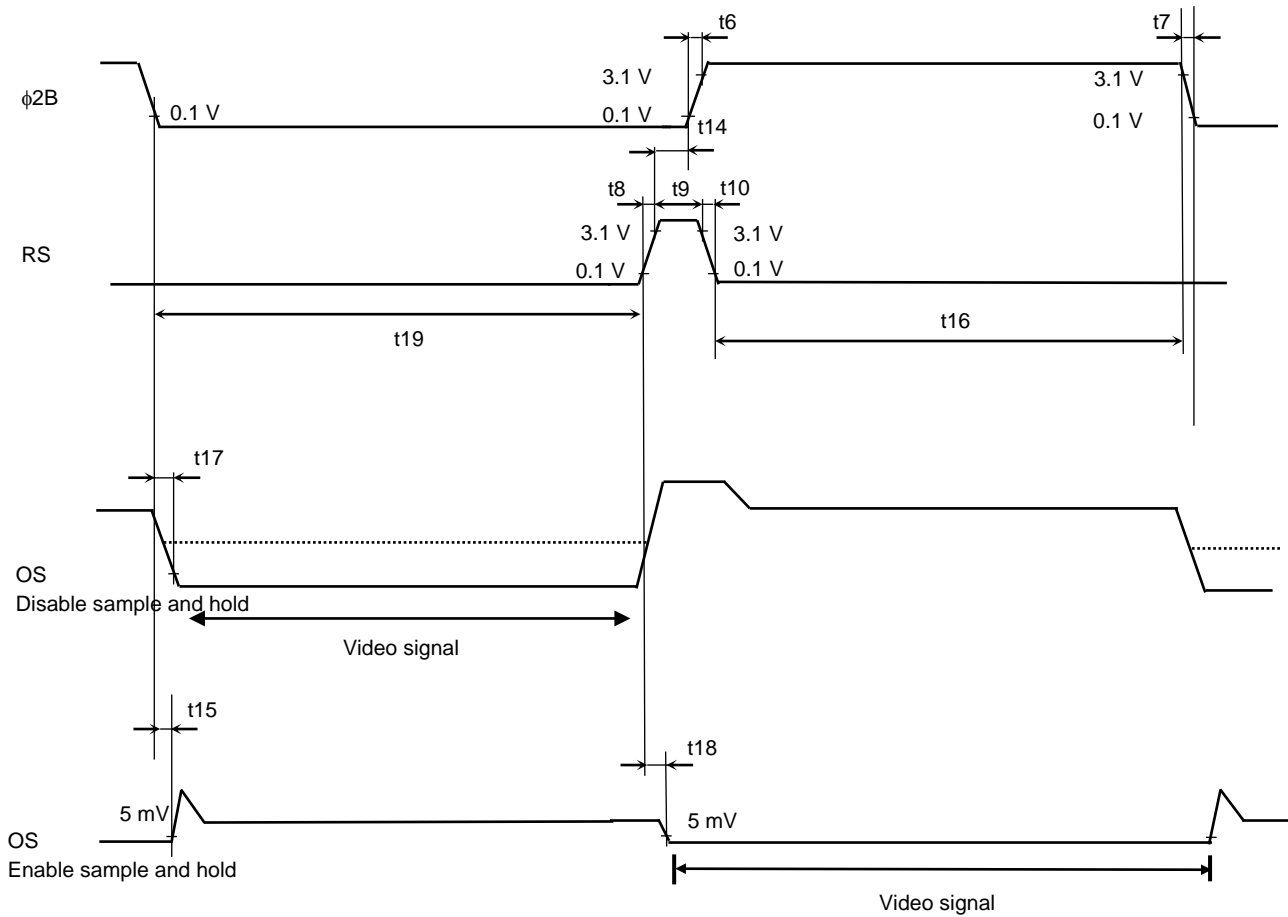 t6
t7
3.1 V
3.1 V
ϕ2B
0.1 V
0.1 V
0.1 V
t14
t8
t9
t10
3.1 V
3.1 V
RS
0.1 V
0.1 V
t19
t16
t17
OS
Disable sample and hold
Video signal
t15
t18
5 mV
5 mV
OS
Enable sample and hold
Video signal